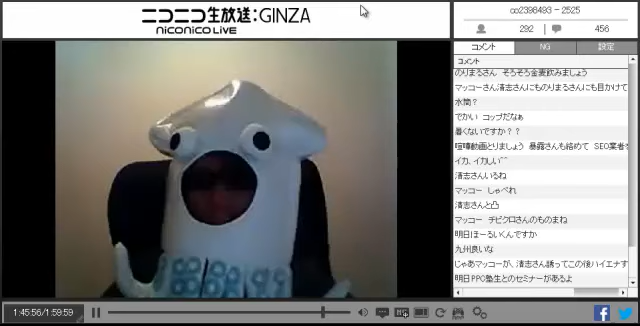 ニコニコ生放送:GINZA
niconico LIVE
co2398493 - 2525
292
456
コメント
NG
設定
コメント
のりまるさん そろそろ金麦飲みましょう
マッコーさん清志さんにものりまるさんにも目かけて
水筒?
でかい コップだなぁ
暑くないですか??
喧嘩動画とりましょう 暴露さんも絡めて SEO業者を
イカ、イカしい
清志さんいるね
マッコー しゃべれ
清志さんと凸
マッコー チビクロさんのものまね
明日ほーるいくんですか
九州良いな
じゃあマッコーが、清志さん誘ってこの後ハイエナす
明日PPC塾生とのセミナーがあるよ
1:45:56/1:59:59